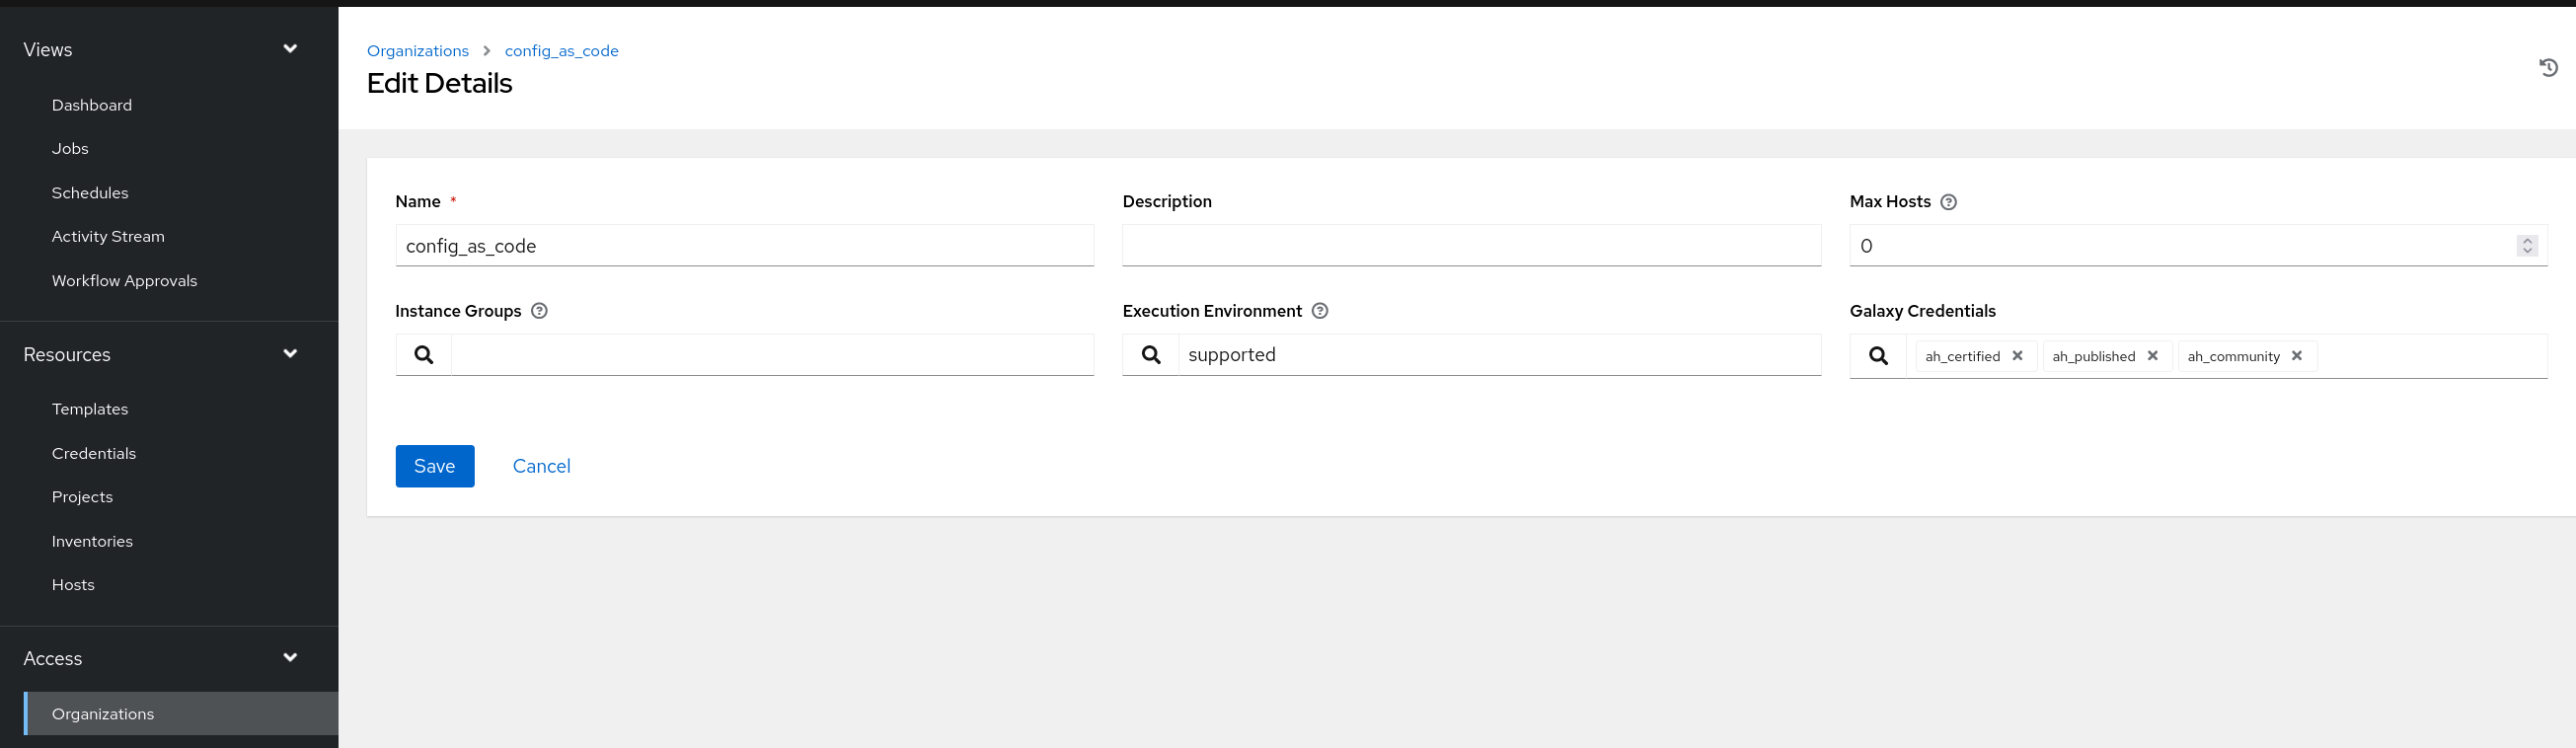 Views
Dashboard
Jobs
Schedules
Activity Stream
Workflow Approvals
Resources
Templates
Credentials
Projects
Inventories
Hosts
Access
Organizations
Organizations > config_as_code
Edit Details
Name *
config_as_code
Description
Max Hosts ?
0
Instance Groups ?
Execution Environment ?
supported
Galaxy Credentials
ah_certified × ah_published × ah_community ×
Save Cancel